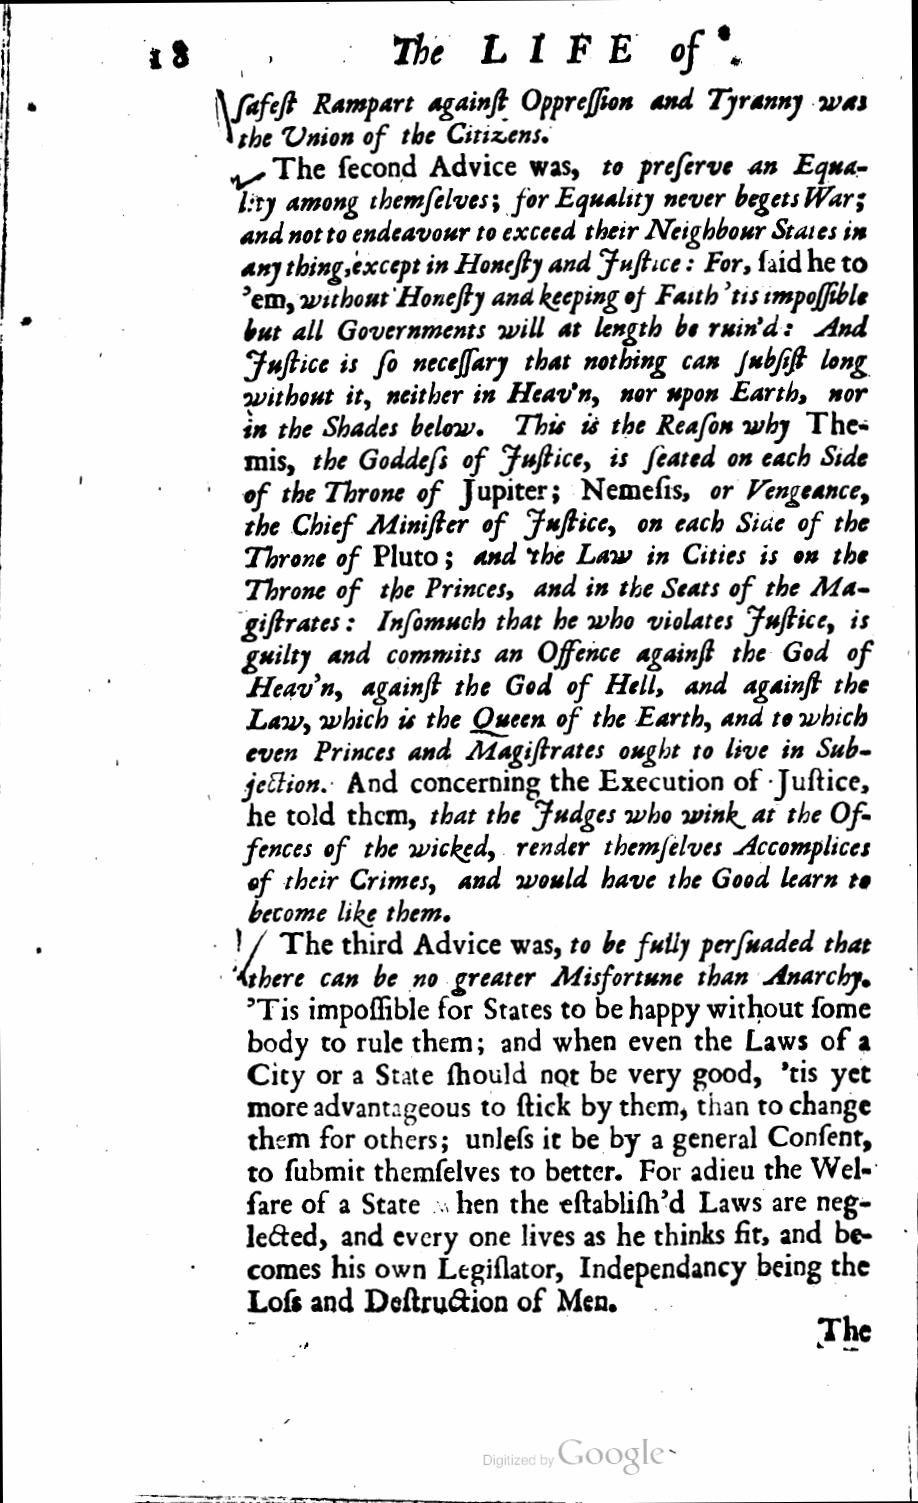 18 The LIFE of
ſafeſt Rampart againſt Oppreſſion and Tyranny was
the Union of the Citizens.
The ſecond Advice was, to preſerve an Equa-
lity among themſelves; for Equality never begets War;
and not to endeavour to exceed their Neighbour States in
any thing, except in Honeſty and Juſtice: For, ſaid he to
'em, without Honeſty and keeping of Faith 'tis impoſſible
but all Governments will at length be ruin'd: And
Juſtice is ſo neceſſary that nothing can ſubſiſt long
without it, neither in Heav'n, nor upon Earth, nor
in the Shades below. This is the Reaſon why The-
mis, the Goddeſs of Juſtice, is ſeated on each Side
of the Throne of Jupiter; Nemeſis, or Vengeance,
the Chief Miniſter of Juſtice, on each Side of the
Throne of Pluto; and the Law in Cities is on the
Throne of the Princes, and in the Seats of the Ma-
giſtrates: Inſomuch that he who violates Juſtice, is
guilty and commits an Offence againſt the God of
Heav'n, againſt the God of Hell, and againſt the
Law, which is the Queen of the Earth, and to which
even Princes and Magiſtrates ought to live in Sub-
jection. And concerning the Execution of Juſtice,
he told them, that the Judges who wink at the Of-
fences of the wicked, render themſelves Accomplices
of their Crimes, and would have the Good learn to
become like them.
The third Advice was, to be fully perſuaded that
there can be no greater Misfortune than Anarchy.
'Tis impoſſible for States to be happy without ſome
body to rule them; and when even the Laws of a
City or a State ſhould not be very good, 'tis yet
more advantageous to ſtick by them, than to change
them for others; unleſs it be by a general Conſent,
to ſubmit themſelves to better. For adieu the Wel-
fare of a State when the eſtabliſh'd Laws are neg-
lected, and every one lives as he thinks fit, and be-
comes his own Legiſlator, Independancy being the
Loſs and Deſtruction of Men.
The
Digitized by Google